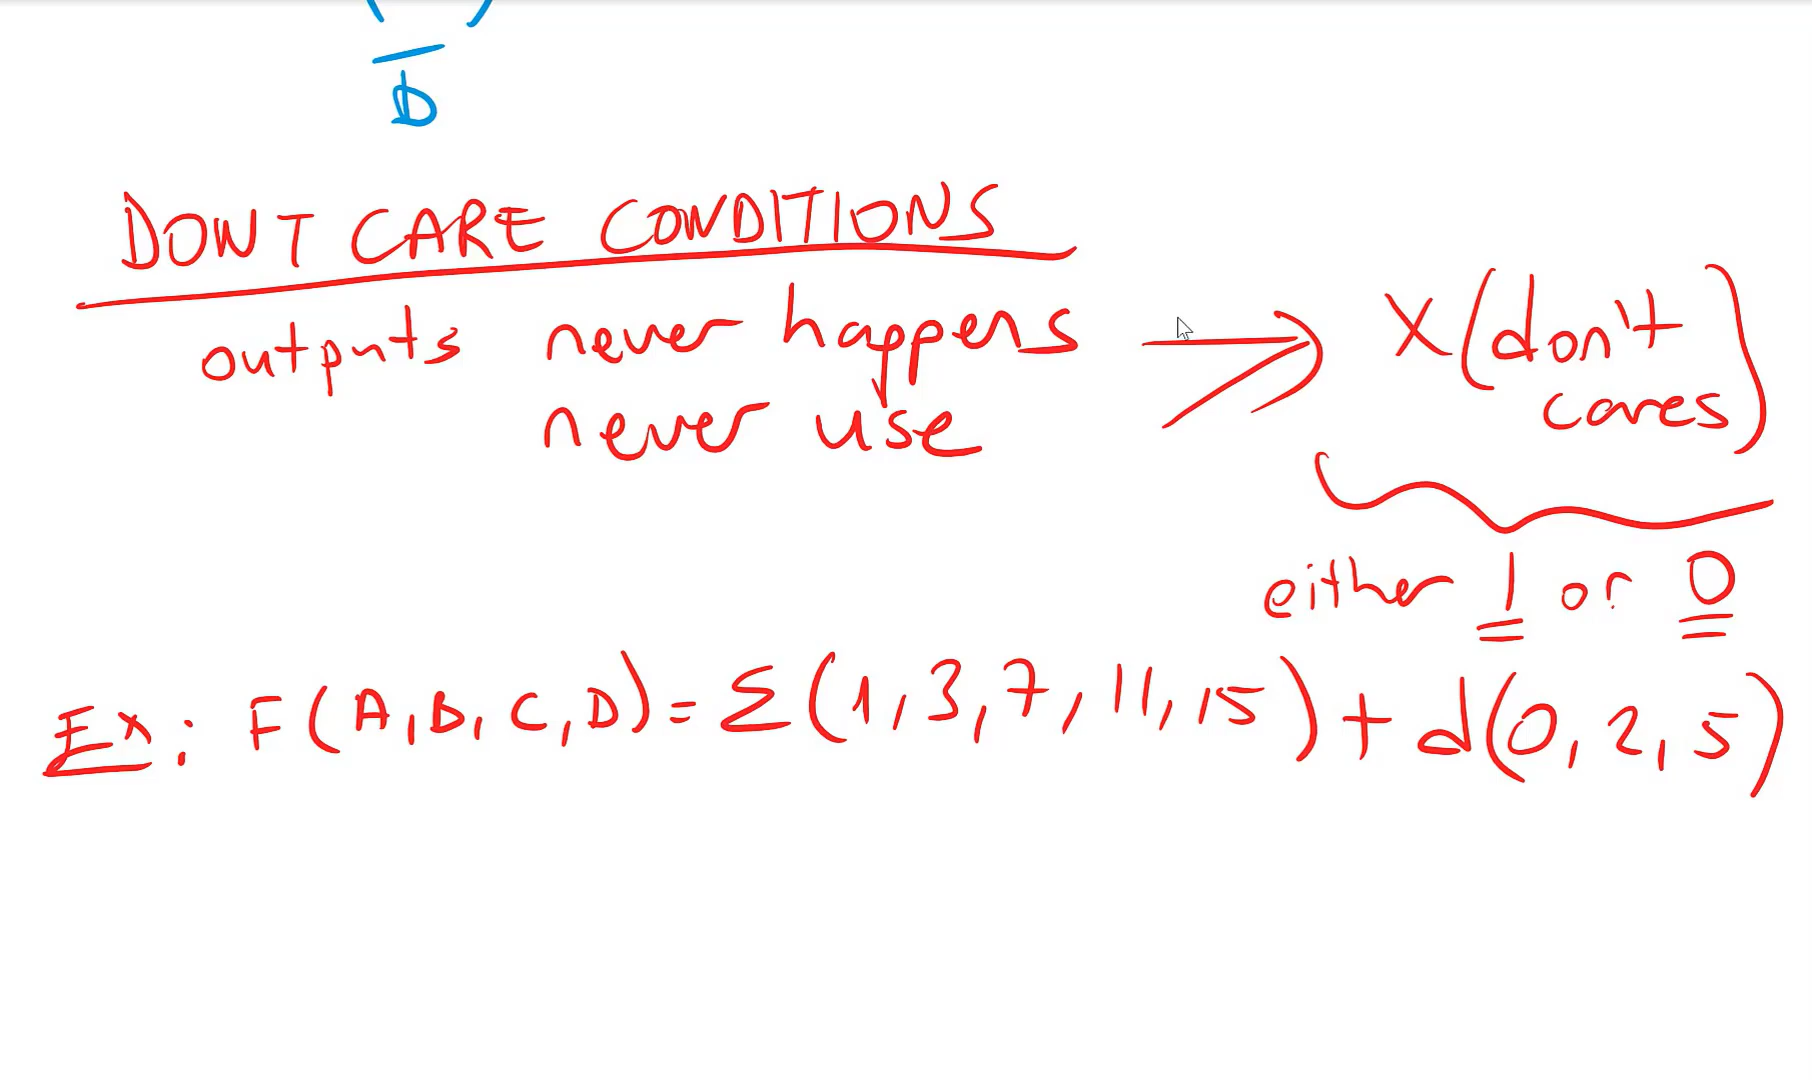 D
DONT CARE CONDITIONS
outputs never happens → X (don't cares)
never use
either 1 or 0
Ex: F(A,B,C,D) = Σ(1,3,7,11,15) + d(0,2,5)